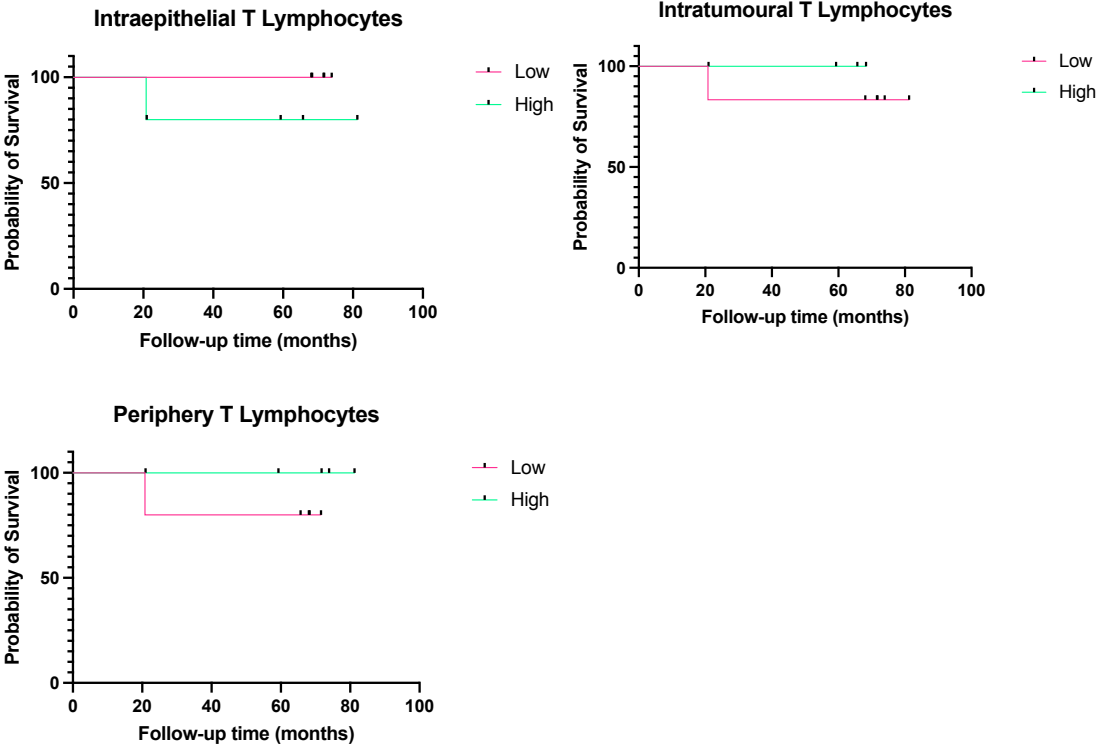 Intraepithelial T Lymphocytes
Probability of Survival
100
50
0
0 20 40 60 80 100
Follow-up time (months)
Low
High
Intratumoural T Lymphocytes
Probability of Survival
100
50
0
0 20 40 60 80 100
Follow-up time (months)
Low
High
Periphery T Lymphocytes
Probability of Survival
100
50
0
0 20 40 60 80 100
Follow-up time (months)
Low
High